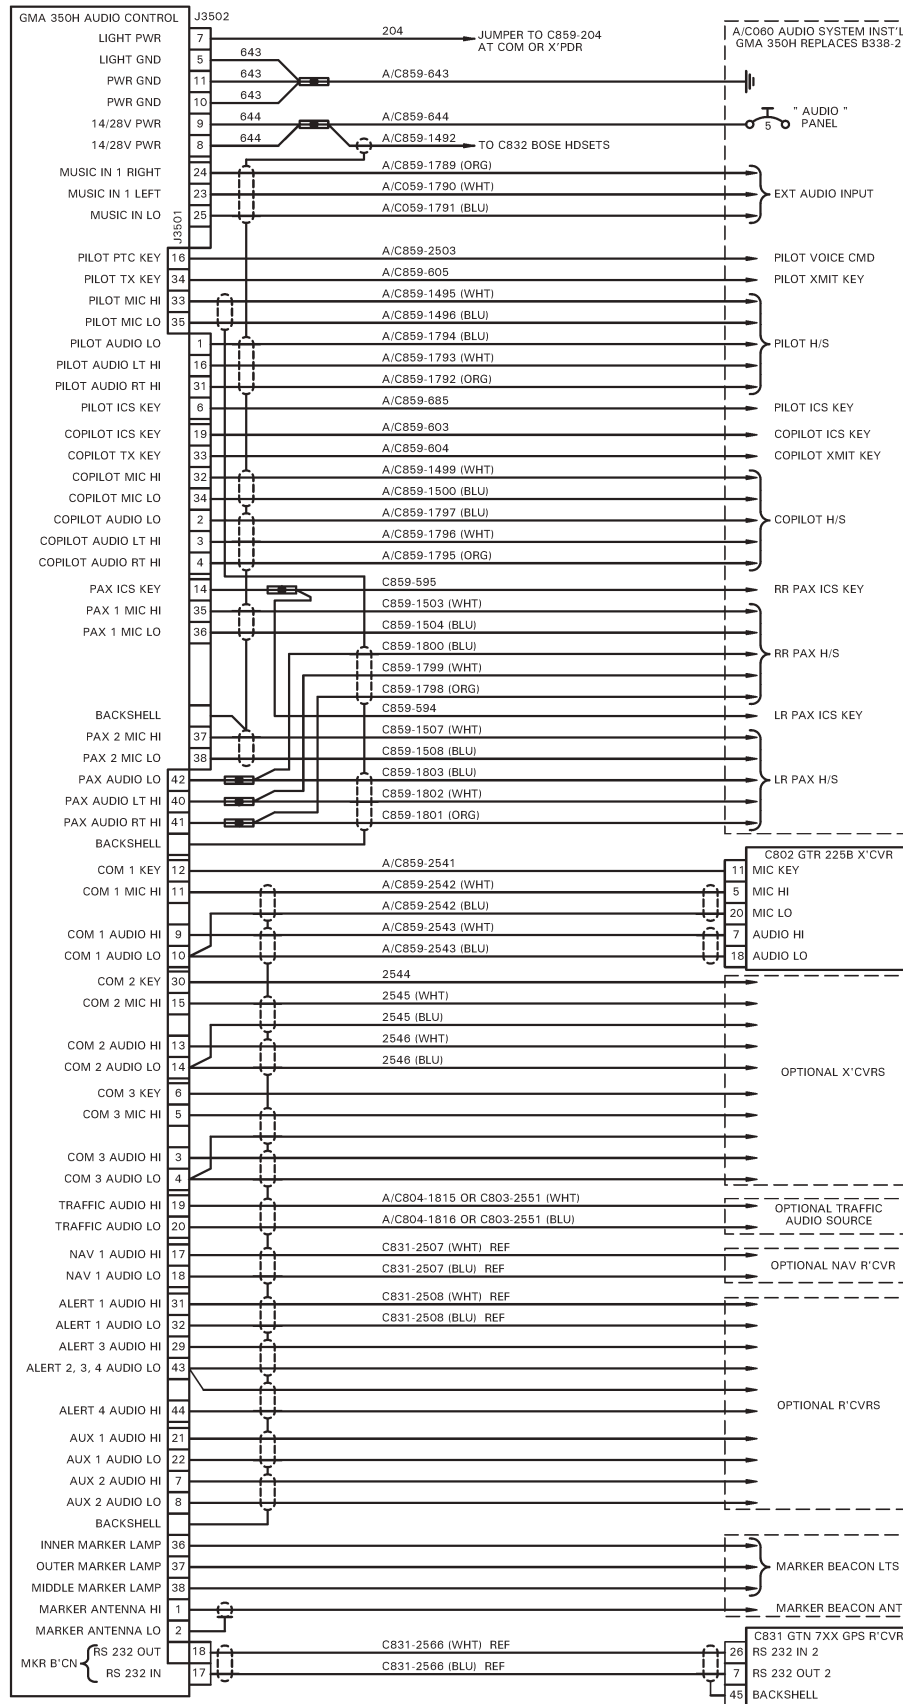 GMA 350H AUDIO CONTROL J3502
LIGHT PWR 7 204 JUMPER TO C859-204
AT COM OR X'PDR
A/C060 AUDIO SYSTEM INST'L
GMA 350H REPLACES B338-2
LIGHT GND 5 643
PWR GND 11 643 A/C859-643
PWR GND 10 643
14/28V PWR 9 644 A/C859-644 5 " AUDIO "
PANEL
14/28V PWR 8 644 A/C859-1492 TO C832 BOSE HDSETS
MUSIC IN 1 RIGHT 24 A/C859-1789 (ORG)
MUSIC IN 1 LEFT 23 A/C059-1790 (WHT) EXT AUDIO INPUT
MUSIC IN LO 25 A/C059-1791 (BLU)
J3501
PILOT PTC KEY 16 A/C859-2503 PILOT VOICE CMD
PILOT TX KEY 34 A/C859-605 PILOT XMIT KEY
PILOT MIC HI 33 A/C859-1495 (WHT)
PILOT MIC LO 35 A/C859-1496 (BLU)
PILOT AUDIO LO 1 A/C859-1794 (BLU) PILOT H/S
PILOT AUDIO LT HI 16 A/C859-1793 (WHT)
PILOT AUDIO RT HI 31 A/C859-1792 (ORG)
PILOT ICS KEY 6 A/C859-685 PILOT ICS KEY
COPILOT ICS KEY 19 A/C859-603 COPILOT ICS KEY
COPILOT TX KEY 33 A/C859-604 COPILOT XMIT KEY
COPILOT MIC HI 32 A/C859-1499 (WHT)
COPILOT MIC LO 34 A/C859-1500 (BLU)
COPILOT AUDIO LO 2 A/C859-1797 (BLU) COPILOT H/S
COPILOT AUDIO LT HI 3 A/C859-1796 (WHT)
COPILOT AUDIO RT HI 4 A/C859-1795 (ORG)
PAX ICS KEY 14 C859-595 RR PAX ICS KEY
PAX 1 MIC HI 35 C859-1503 (WHT)
PAX 1 MIC LO 36 C859-1504 (BLU)
C859-1800 (BLU) RR PAX H/S
C859-1799 (WHT)
C859-1798 (ORG)
BACKSHELL C859-594 LR PAX ICS KEY
PAX 2 MIC HI 37 C859-1507 (WHT)
PAX 2 MIC LO 38 C859-1508 (BLU)
PAX AUDIO LO 42 C859-1803 (BLU) LR PAX H/S
PAX AUDIO LT HI 40 C859-1802 (WHT)
PAX AUDIO RT HI 41 C859-1801 (ORG)
BACKSHELL
C802 GTR 225B X'CVR
COM 1 KEY 12 A/C859-2541 11 MIC KEY
COM 1 MIC HI 11 A/C859-2542 (WHT) 5 MIC HI
A/C859-2542 (BLU) 20 MIC LO
COM 1 AUDIO HI 9 A/C859-2543 (WHT) 7 AUDIO HI
COM 1 AUDIO LO 10 A/C859-2543 (BLU) 18 AUDIO LO
COM 2 KEY 30 2544
COM 2 MIC HI 15 2545 (WHT)
2545 (BLU)
COM 2 AUDIO HI 13 2546 (WHT)
COM 2 AUDIO LO 14 2546 (BLU)
OPTIONAL X'CVRS
COM 3 KEY 6
COM 3 MIC HI 5
COM 3 AUDIO HI 3
COM 3 AUDIO LO 4
TRAFFIC AUDIO HI 19 A/C804-1815 OR C803-2551 (WHT)
TRAFFIC AUDIO LO 20 A/C804-1816 OR C803-2551 (BLU)
OPTIONAL TRAFFIC
AUDIO SOURCE
NAV 1 AUDIO HI 17 C831-2507 (WHT) REF
NAV 1 AUDIO LO 18 C831-2507 (BLU) REF
OPTIONAL NAV R'CVR
ALERT 1 AUDIO HI 31 C831-2508 (WHT) REF
ALERT 1 AUDIO LO 32 C831-2508 (BLU) REF
ALERT 3 AUDIO HI 29
ALERT 2, 3, 4 AUDIO LO 43
OPTIONAL R'CVRS
ALERT 4 AUDIO HI 44
AUX 1 AUDIO HI 21
AUX 1 AUDIO LO 22
AUX 2 AUDIO HI 7
AUX 2 AUDIO LO 8
BACKSHELL
INNER MARKER LAMP 36
OUTER MARKER LAMP 37 MARKER BEACON LTS
MIDDLE MARKER LAMP 38
MARKER ANTENNA HI 1 MARKER BEACON ANT
MARKER ANTENNA LO 2
C831 GTN 7XX GPS R'CVR
MKR B'CN
RS 232 OUT 18 C831-2566 (WHT) REF 26 RS 232 IN 2
RS 232 IN 17 C831-2566 (BLU) REF 7 RS 232 OUT 2
45 BACKSHELL